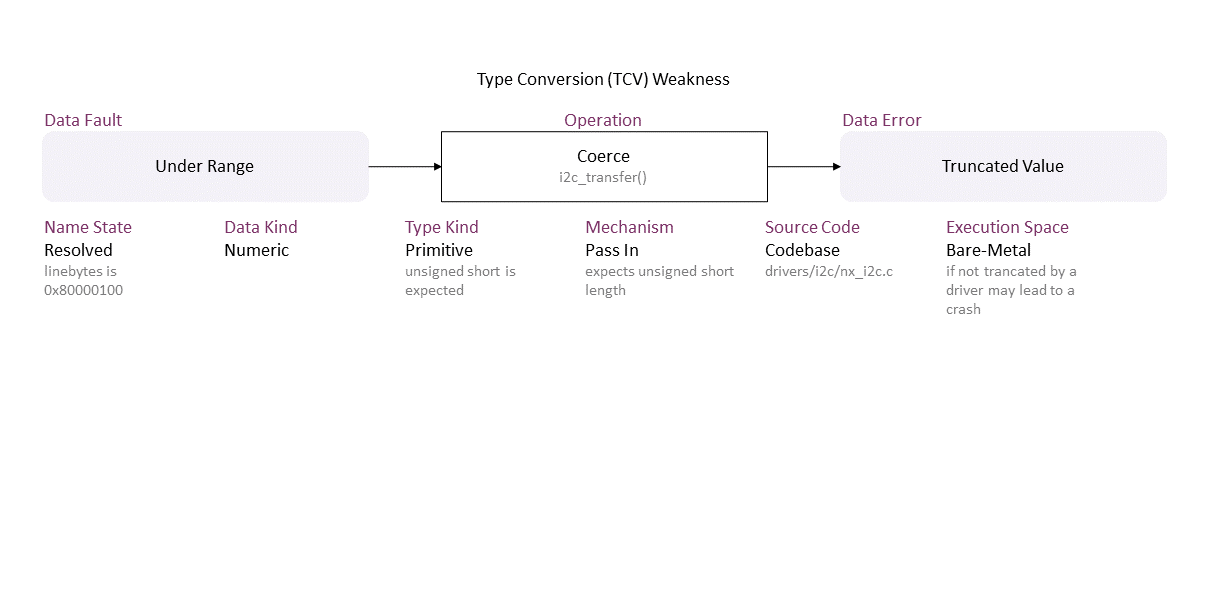 Type Conversion (TCV) Weakness
Data Fault
Operation
Data Error
Under Range
Coerce
i2c_transfer()
Truncated Value
Name State
Resolved
linebytes is
0x80000100
Data Kind
Numeric
Type Kind
Primitive
unsigned short is
expected
Mechanism
Pass In
expects unsigned short
length
Source Code
Codebase
drivers/i2c/nx_i2c.c
Execution Space
Bare-Metal
if not trancated by a
driver may lead to a
crash